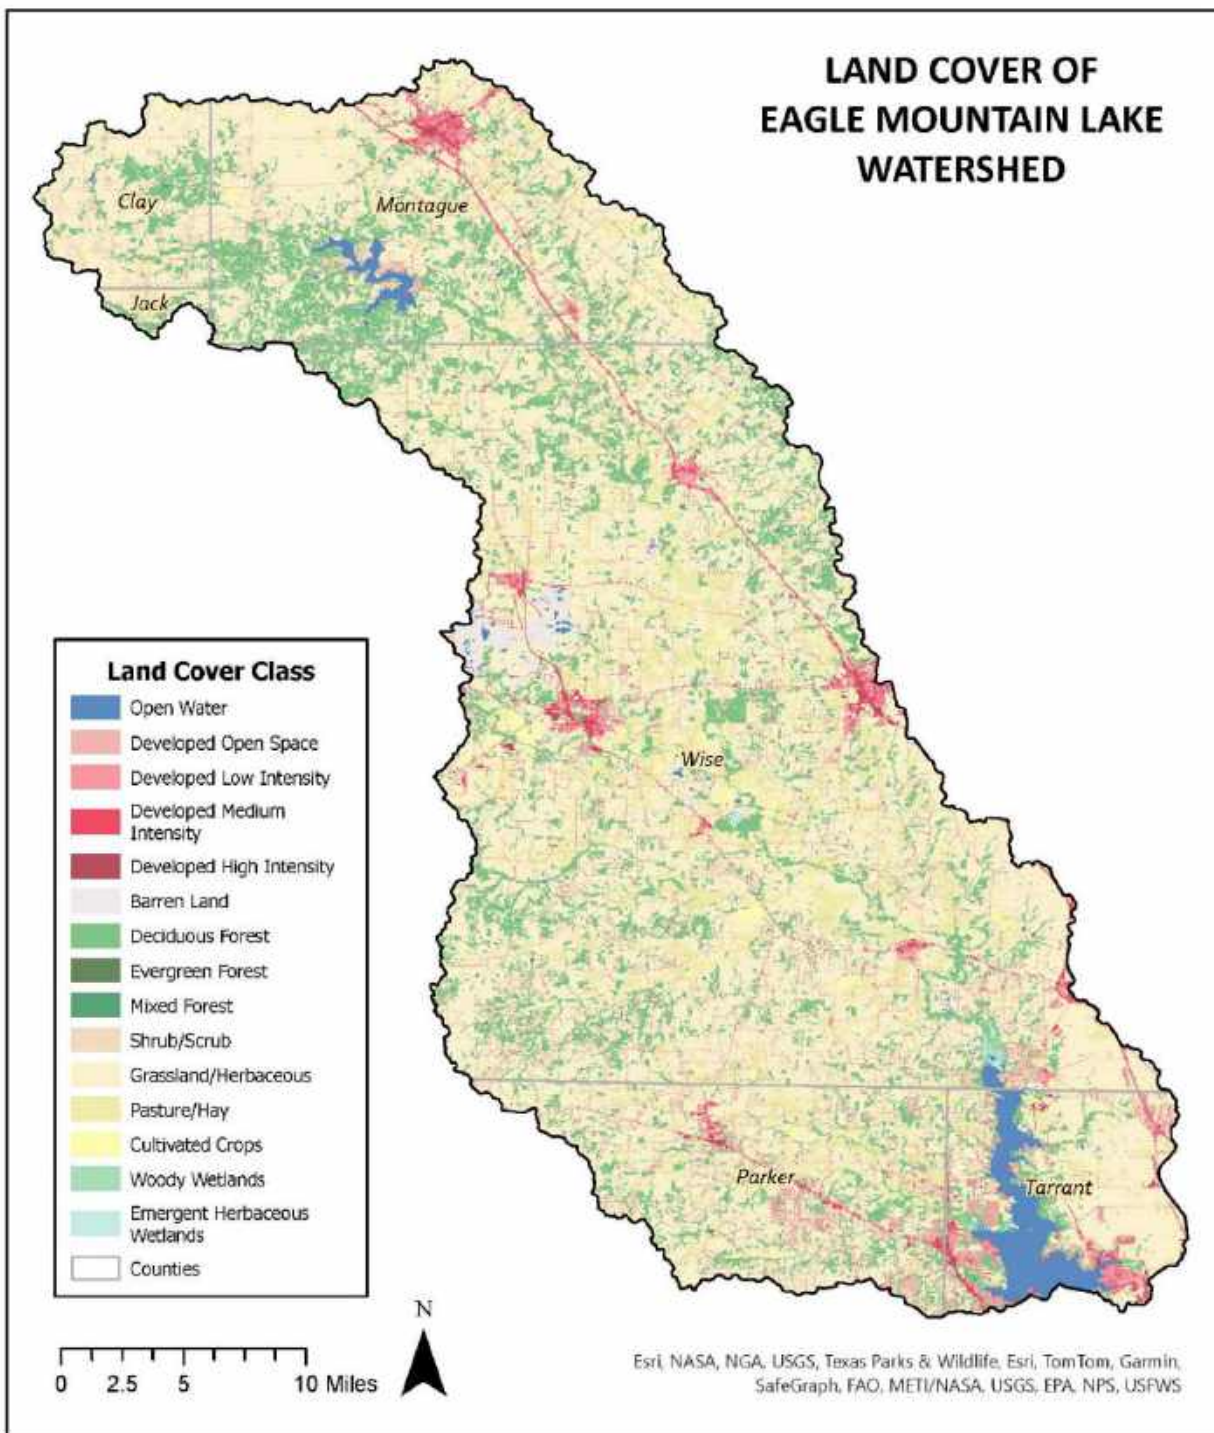 LAND COVER OF
EAGLE MOUNTAIN LAKE
WATERSHED
Clay
Montague
Jack
Wise
Parker
Tarrant
Land Cover Class
Open Water
Developed Open Space
Developed Low Intensity
Developed Medium
Intensity
Developed High Intensity
Barren Land
Deciduous Forest
Evergreen Forest
Mixed Forest
Shrub/Scrub
Grassland/Herbaceous
Pasture/Hay
Cultivated Crops
Woody Wetlands
Emergent Herbaceous
Wetlands
Counties
N
0 2.5 5 10 Miles
Esri, NASA, NGA, USGS, Texas Parks & Wildlife, Esri, TomTom, Garmin,
SafeGraph, FAO, METI/NASA, USGS, EPA, NPS, USFWS